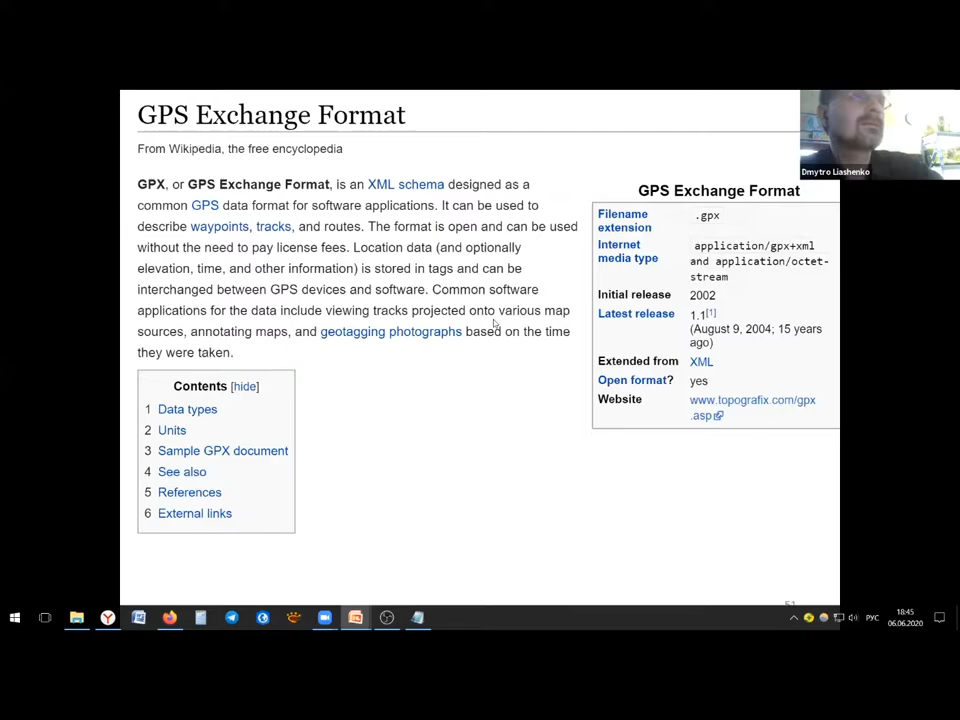 GPS Exchange Format
From Wikipedia, the free encyclopedia
GPX, or GPS Exchange Format, is an XML schema designed as a
common GPS data format for software applications. It can be used to
describe waypoints, tracks, and routes. The format is open and can be used
without the need to pay license fees. Location data (and optionally
elevation, time, and other information) is stored in tags and can be
interchanged between GPS devices and software. Common software
applications for the data include viewing tracks projected onto various map
sources, annotating maps, and geotagging photographs based on the time
they were taken.
Contents [hide]
1 Data types
2 Units
3 Sample GPX document
4 See also
5 References
6 External links
Dmytro Liashenko
GPS Exchange Format
Filename .gpx
extension
Internet application/gpx+xml
media type and application/octet-
stream
Initial release 2002
Latest release 1.1[1]
(August 9, 2004; 15 years
ago)
Extended from XML
Open format? yes
Website www.topografix.com/gpx
.asp
51
РУС
18:45
06.06.2020